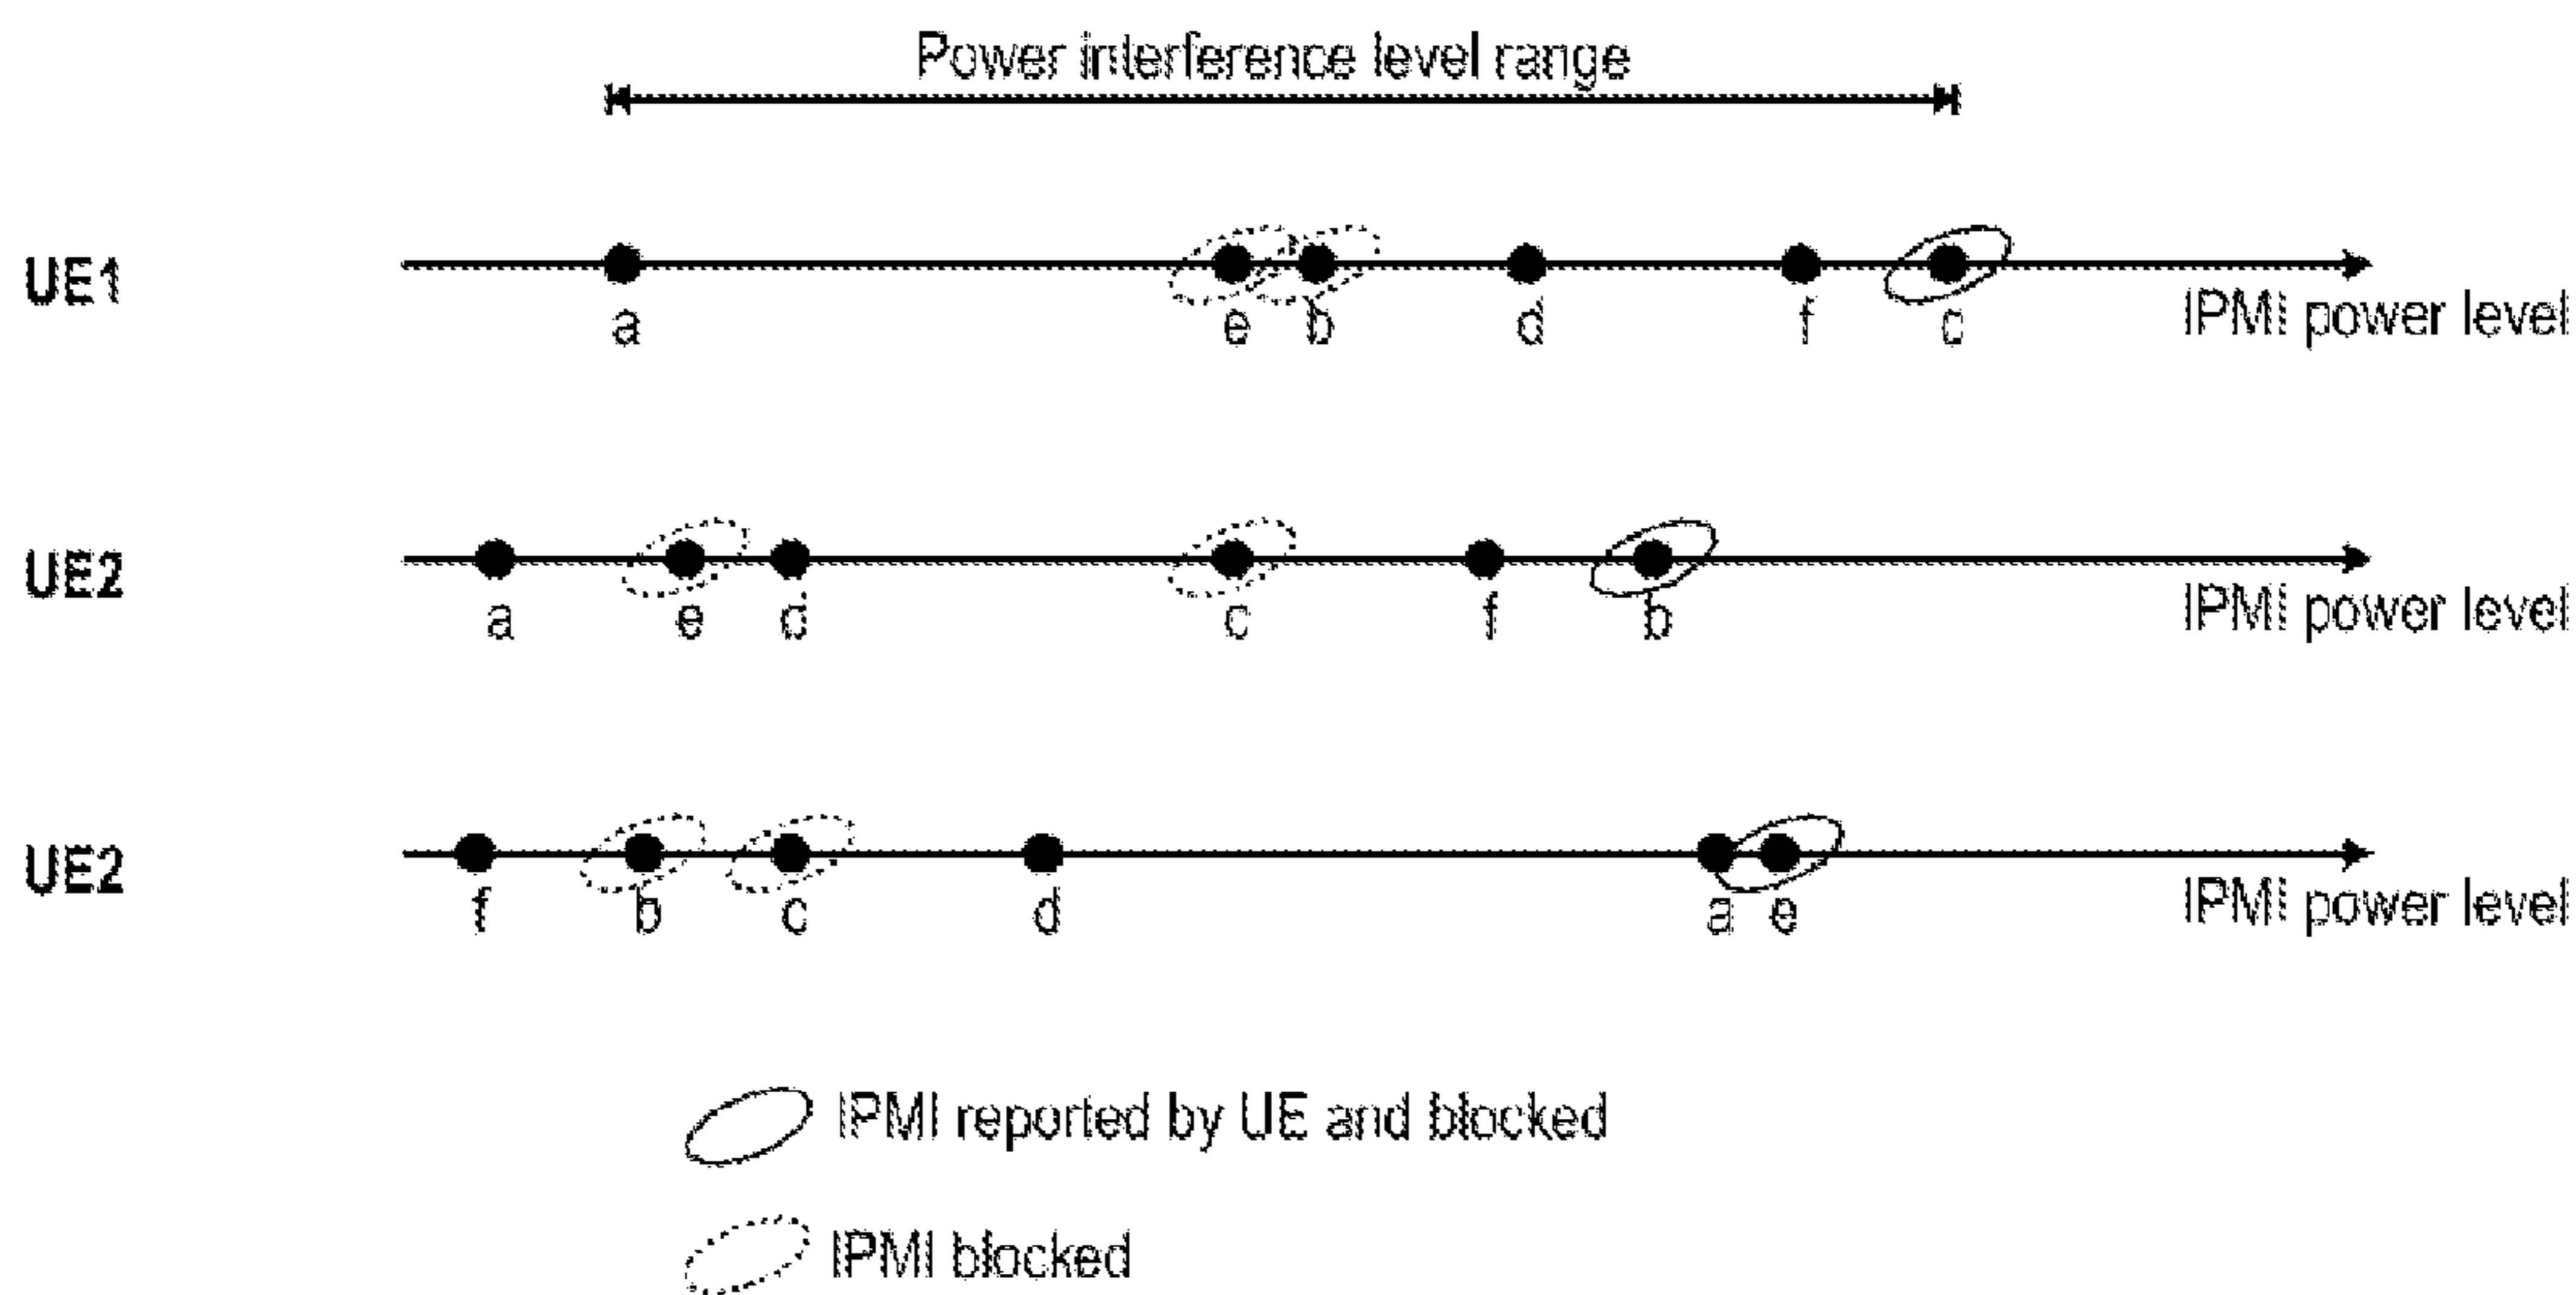 Power interference level range
UE1
a e b d f c
IPMI power level
UE2
a e d c f b
IPMI power level
UE2
f b c d a e
IPMI power level
IPMI reported by UE and blocked
IPMI blocked